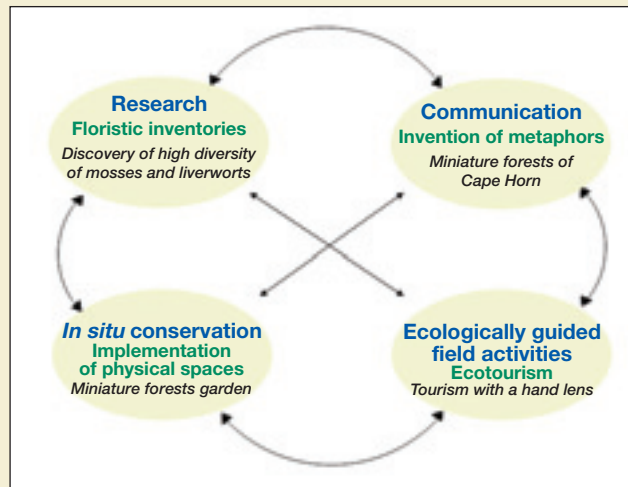 Research
Floristic inventories
Discovery of high diversity
of mosses and liverworts
Communication
Invention of metaphors
Miniature forests of
Cape Horn
In situ conservation
Implementation
of physical spaces
Miniature forests garden
Ecologically guided
field activities
Ecotourism
Tourism with a hand lens